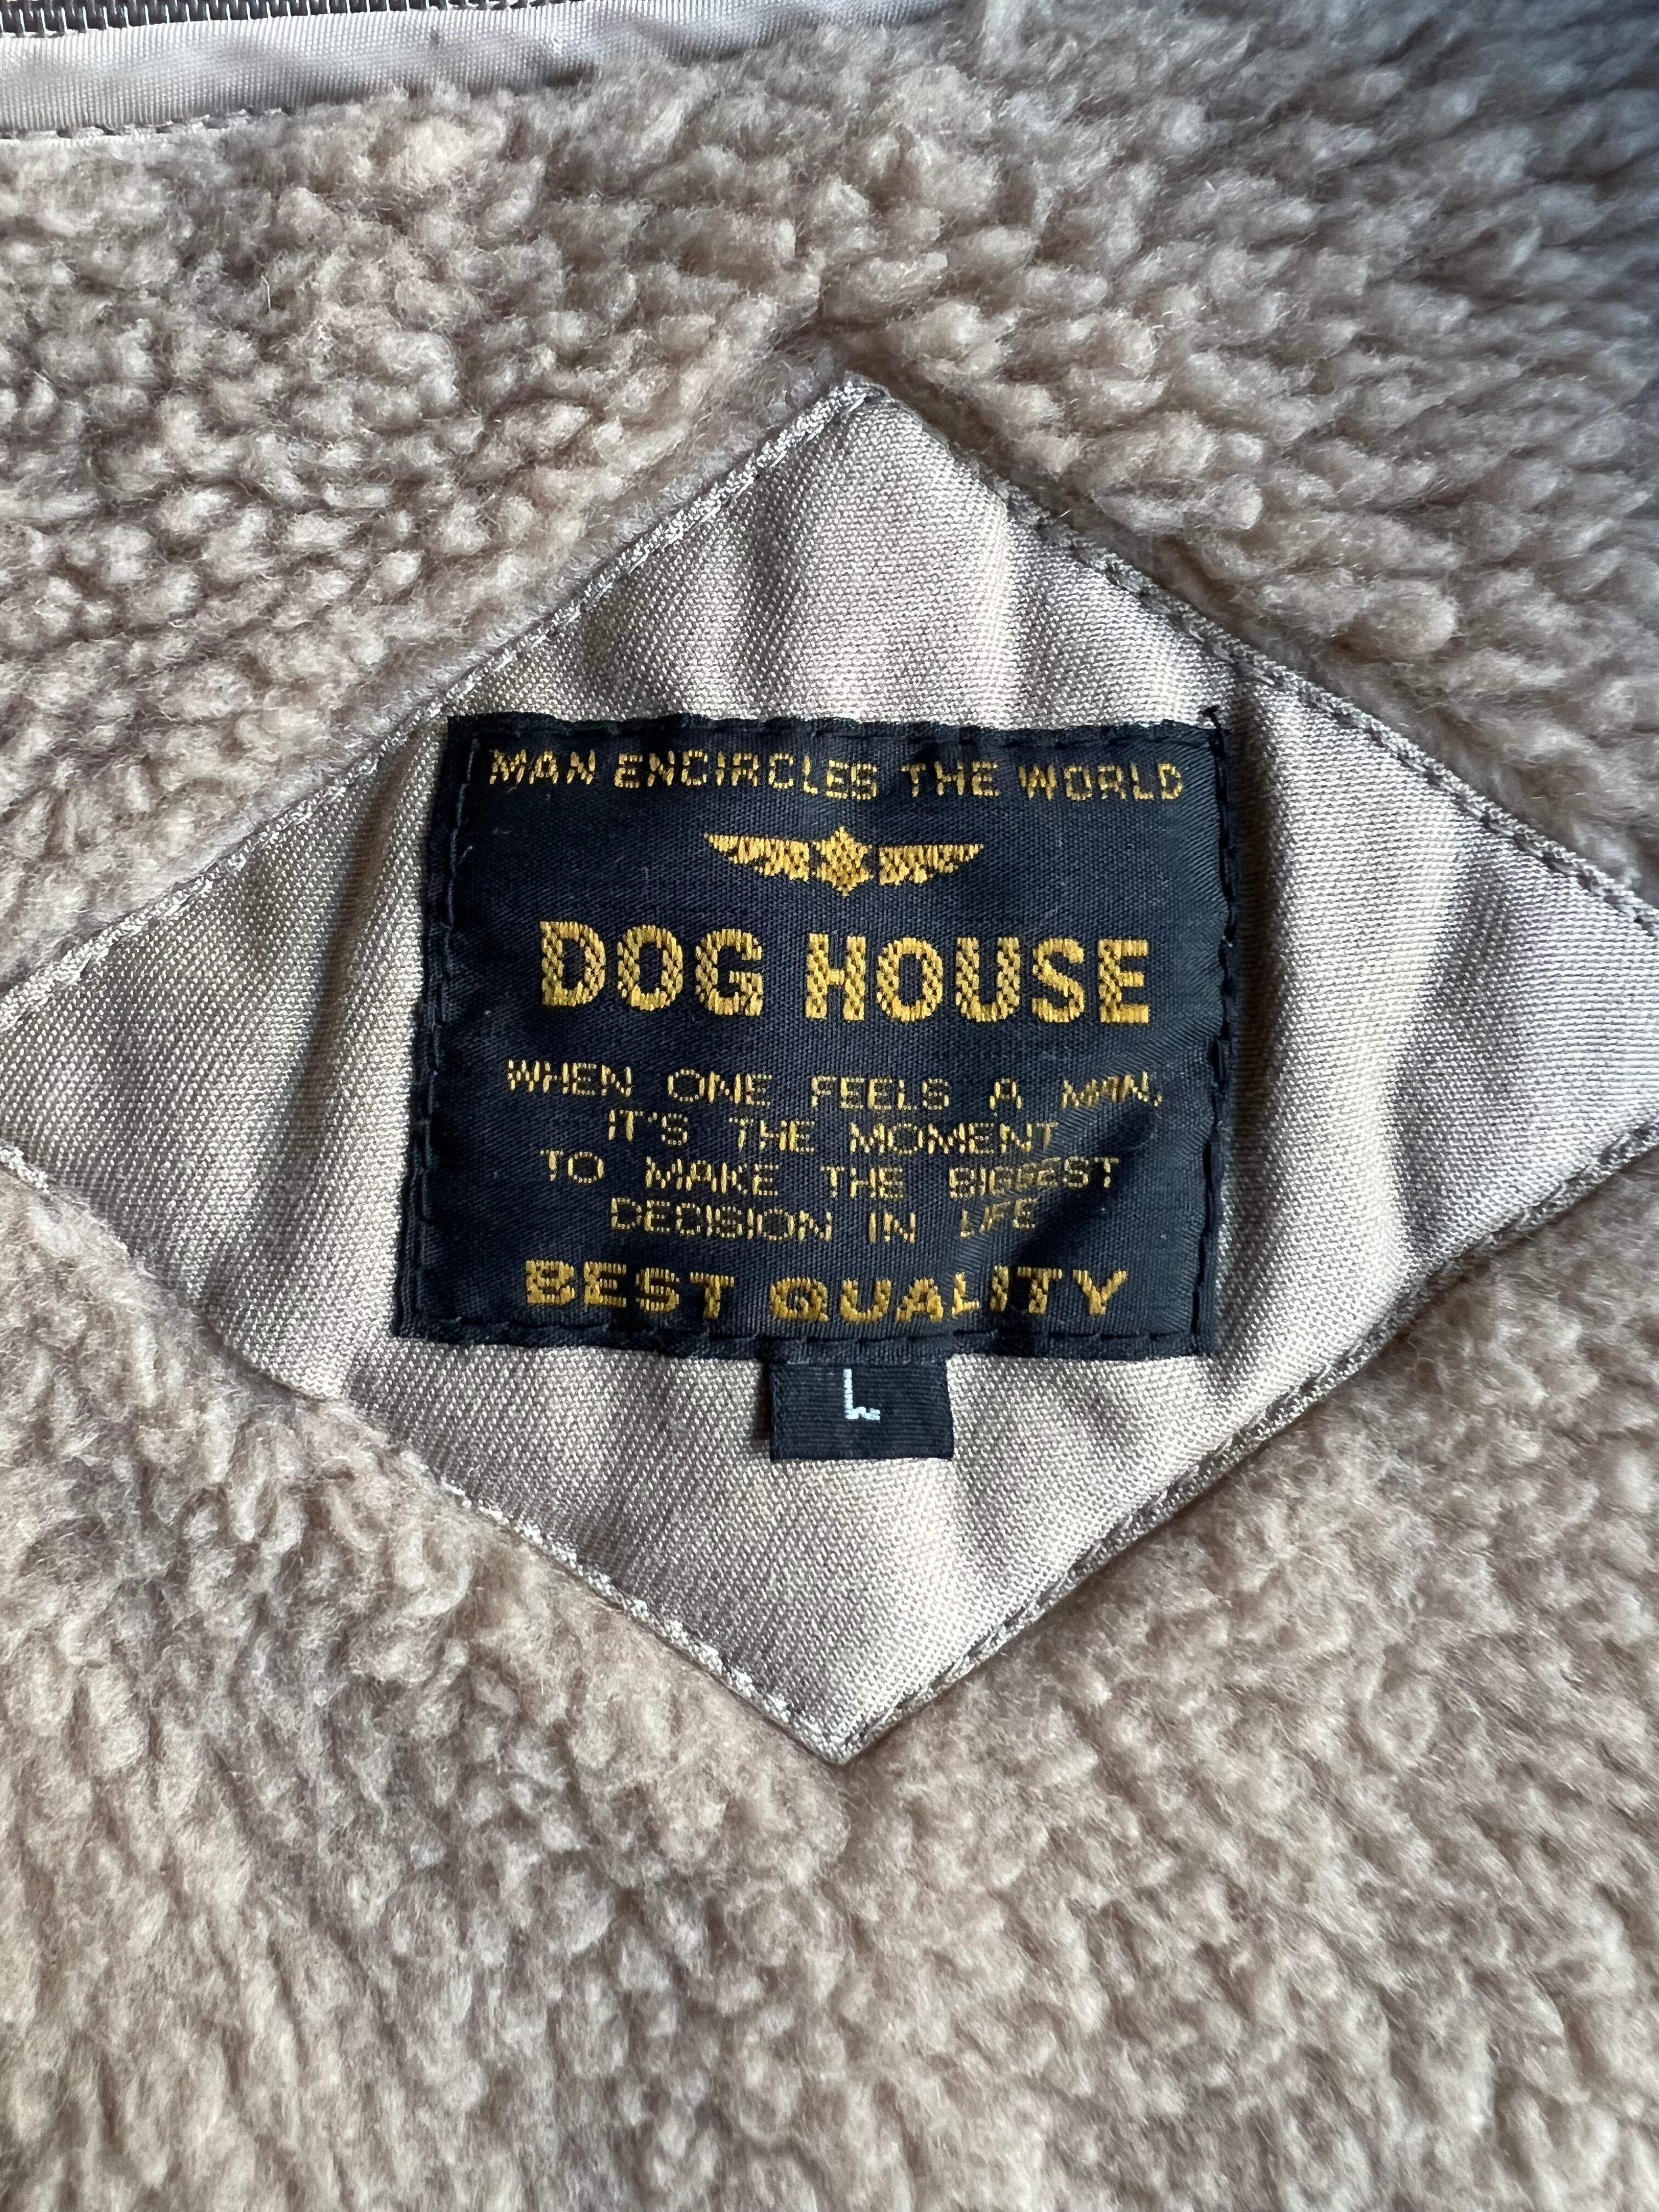 MAN ENCIRCLES THE WORLD
DOG HOUSE
WHEN ONE FEELS A MAN,
IT'S THE MOMENT
TO MAKE THE BIGGEST
DECISION IN LIFE
BEST QUALITY
L